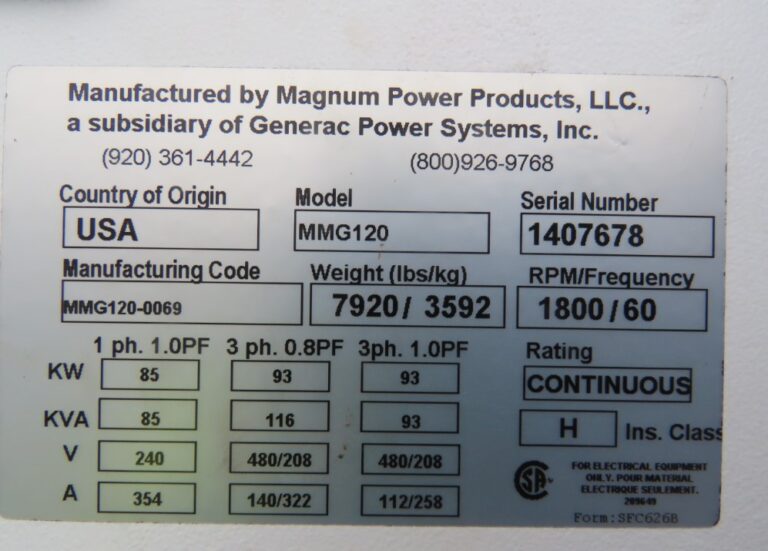 Manufactured by Magnum Power Products, LLC.,
a subsidiary of Generac Power Systems, Inc.
(920) 361-4442 (800)926-9768
Country of Origin Model Serial Number
USA MMG120 1407678
Manufacturing Code Weight (lbs/kg) RPM/Frequency
MMG120-0069 7920/ 3592 1800/60
1 ph. 1.0PF 3 ph. 0.8PF 3ph. 1.0PF Rating
KW 85 93 93 CONTINUOUS
KVA 85 116 93 H Ins. Class
V 240 480/208 480/208
A 354 140/322 112/258
SA
FOR ELECTRICAL EQUIPMENT
ONLY. POUR MATERIAL
ELECTRIQUE SEULEMENT.
209649
Form:SFC626B